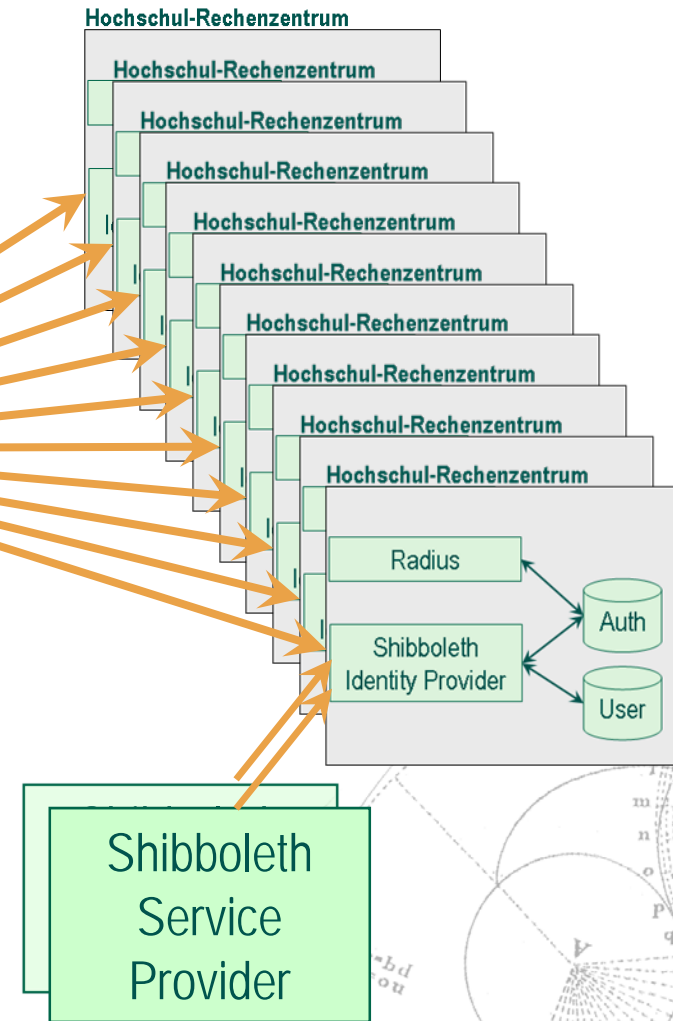 Hochschul-Rechenzentrum
Hochschul-Rechenzentrum
Hochschul-Rechenzentrum
Hochschul-Rechenzentrum
Hochschul-Rechenzentrum
Hochschul-Rechenzentrum
Hochschul-Rechenzentrum
Hochschul-Rechenzentrum
Hochschul-Rechenzentrum
Hochschul-Rechenzentrum
Radius
Auth
Shibboleth
Identity Provider
User
Shibboleth
Service
Provider
m
n
o
p
q
A